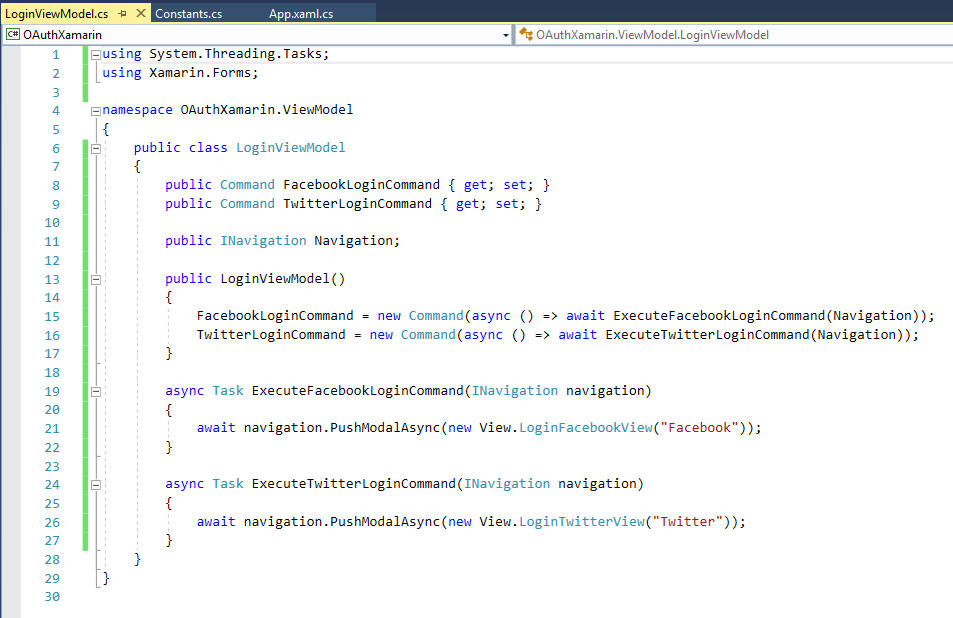 LoginViewModel.cs Constants.cs App.xaml.cs
C# OAuthXamarin OAuthXamarin.ViewModel.LoginViewModel
1 using System.Threading.Tasks;
2 using Xamarin.Forms;
3
4 namespace OAuthXamarin.ViewModel
5 {
6     public class LoginViewModel
7     {
8         public Command FacebookLoginCommand { get; set; }
9         public Command TwitterLoginCommand { get; set; }
10
11         public INavigation Navigation;
12
13         public LoginViewModel()
14         {
15             FacebookLoginCommand = new Command(async () => await ExecuteFacebookLoginCommand(Navigation));
16             TwitterLoginCommand = new Command(async () => await ExecuteTwitterLoginCommand(Navigation));
17         }
18
19         async Task ExecuteFacebookLoginCommand(INavigation navigation)
20         {
21             await navigation.PushModalAsync(new View.LoginFacebookView("Facebook"));
22         }
23
24         async Task ExecuteTwitterLoginCommand(INavigation navigation)
25         {
26             await navigation.PushModalAsync(new View.LoginTwitterView("Twitter"));
27         }
28     }
29 }
30